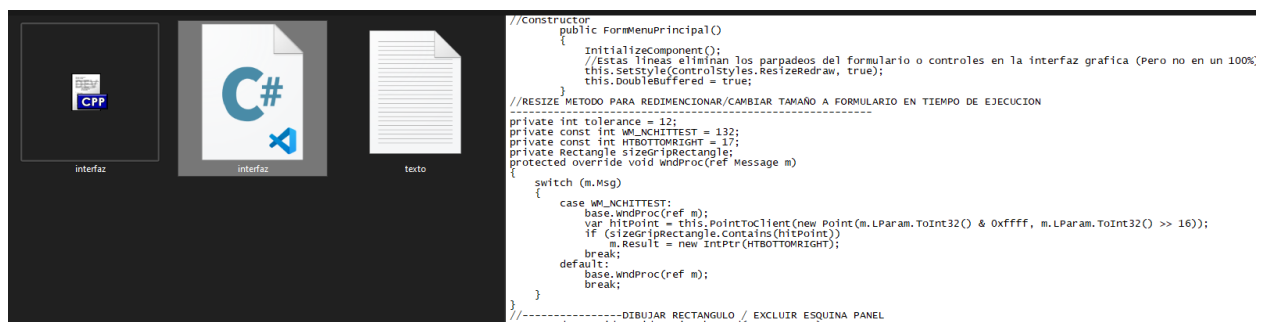 CPP
interfaz
C#
interfaz
texto
//Constructor
public FormMenuPrincipal()
{
InitializeComponent();
//Estas lineas eliminan los parpadeos del formulario o controles en la interfaz grafica (Pero no en un 100%)
this.SetStyle(ControlStyles.ResizeRedraw, true);
this.DoubleBuffered = true;
}
//RESIZE METODO PARA REDIMENCIONAR/CAMBIAR TAMAÑO A FORMULARIO EN TIEMPO DE EJECUCION
----------------------------------------------------------
private int tolerance = 12;
private const int WM_NCHITTEST = 132;
private const int HTBOTTOMRIGHT = 17;
private Rectangle sizeGripRectangle;
protected override void WndProc(ref Message m)
{
switch (m.Msg)
{
case WM_NCHITTEST:
base.WndProc(ref m);
var hitPoint = this.PointToClient(new Point(m.LParam.ToInt32() & 0xffff, m.LParam.ToInt32() >> 16));
if (sizeGripRectangle.Contains(hitPoint))
m.Result = new IntPtr(HTBOTTOMRIGHT);
break;
default:
base.WndProc(ref m);
break;
}
}
//----------------DIBUJAR RECTANGULO / EXCLUIR ESQUINA PANEL